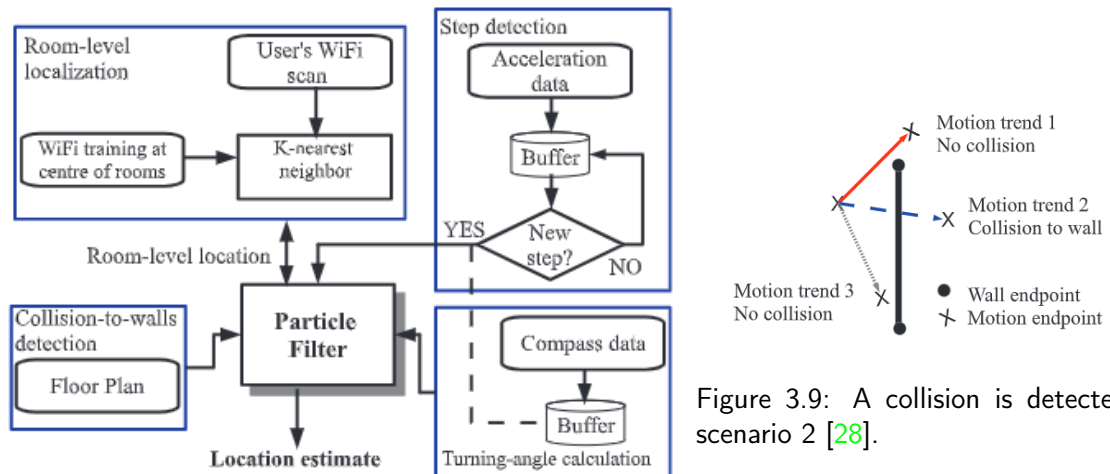 Room-level
localization
User's WiFi
scan
WiFi training at
centre of rooms
K-nearest
neighbor
Step detection
Acceleration
data
Buffer
New
step?
YES
NO
Room-level location
Collision-to-walls
detection
Floor Plan
Particle
Filter
Compass data
Buffer
Turning-angle calculation
Location estimate
Motion trend 1
No collision
Motion trend 2
Collision to wall
Motion trend 3
No collision
Wall endpoint
Motion endpoint
Figure 3.9: A collision is detecte
scenario 2 [28].